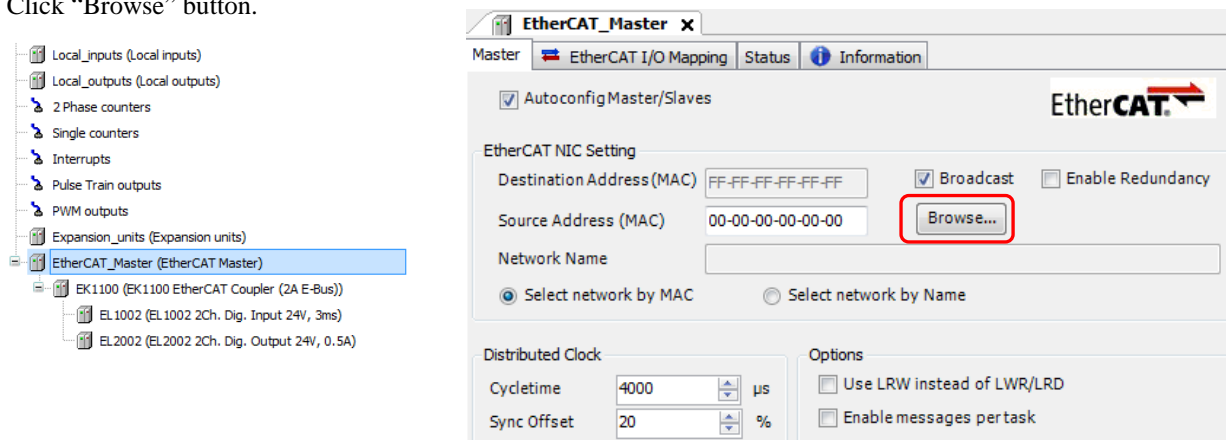 Click “Browse” button.
Local_inputs (Local inputs)
Local_outputs (Local outputs)
2 Phase counters
Single counters
Interrupts
Pulse Train outputs
PWM outputs
Expansion_units (Expansion units)
EtherCAT_Master (EtherCAT Master)
EK1100 (EK1100 EtherCAT Coupler (2A E-Bus))
EL1002 (EL1002 2Ch. Dig. Input 24V, 3ms)
EL2002 (EL2002 2Ch. Dig. Output 24V, 0.5A)
EtherCAT_Master x
Master EtherCAT I/O Mapping Status Information
Autoconfig Master/Slaves
EtherCAT.
EtherCAT NIC Setting
Destination Address (MAC) FF-FF-FF-FF-FF-FF Broadcast Enable Redundancy
Source Address (MAC) 00-00-00-00-00-00 Browse...
Network Name
Select network by MAC Select network by Name
Distributed Clock Options
Cycletime 4000 µs Use LRW instead of LWR/LRD
Sync Offset 20 % Enable messages per task